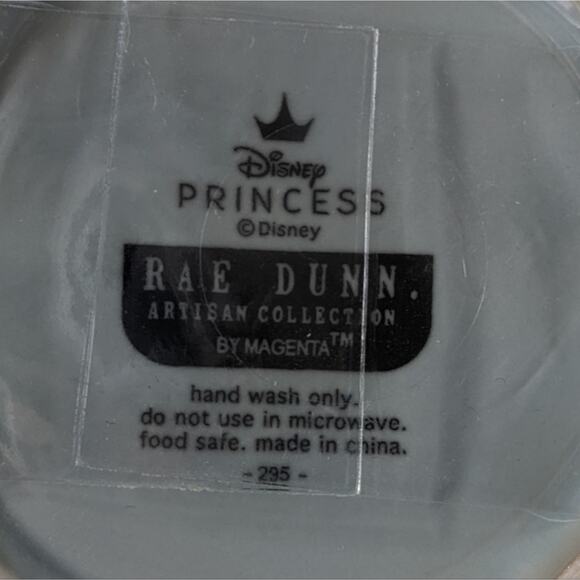 Disney
PRINCESS
©Disney
RAE DUNN.
ARTISAN COLLECTION
BY MAGENTA™
hand wash only.
do not use in microwave.
food safe. made in china.
- 295 -